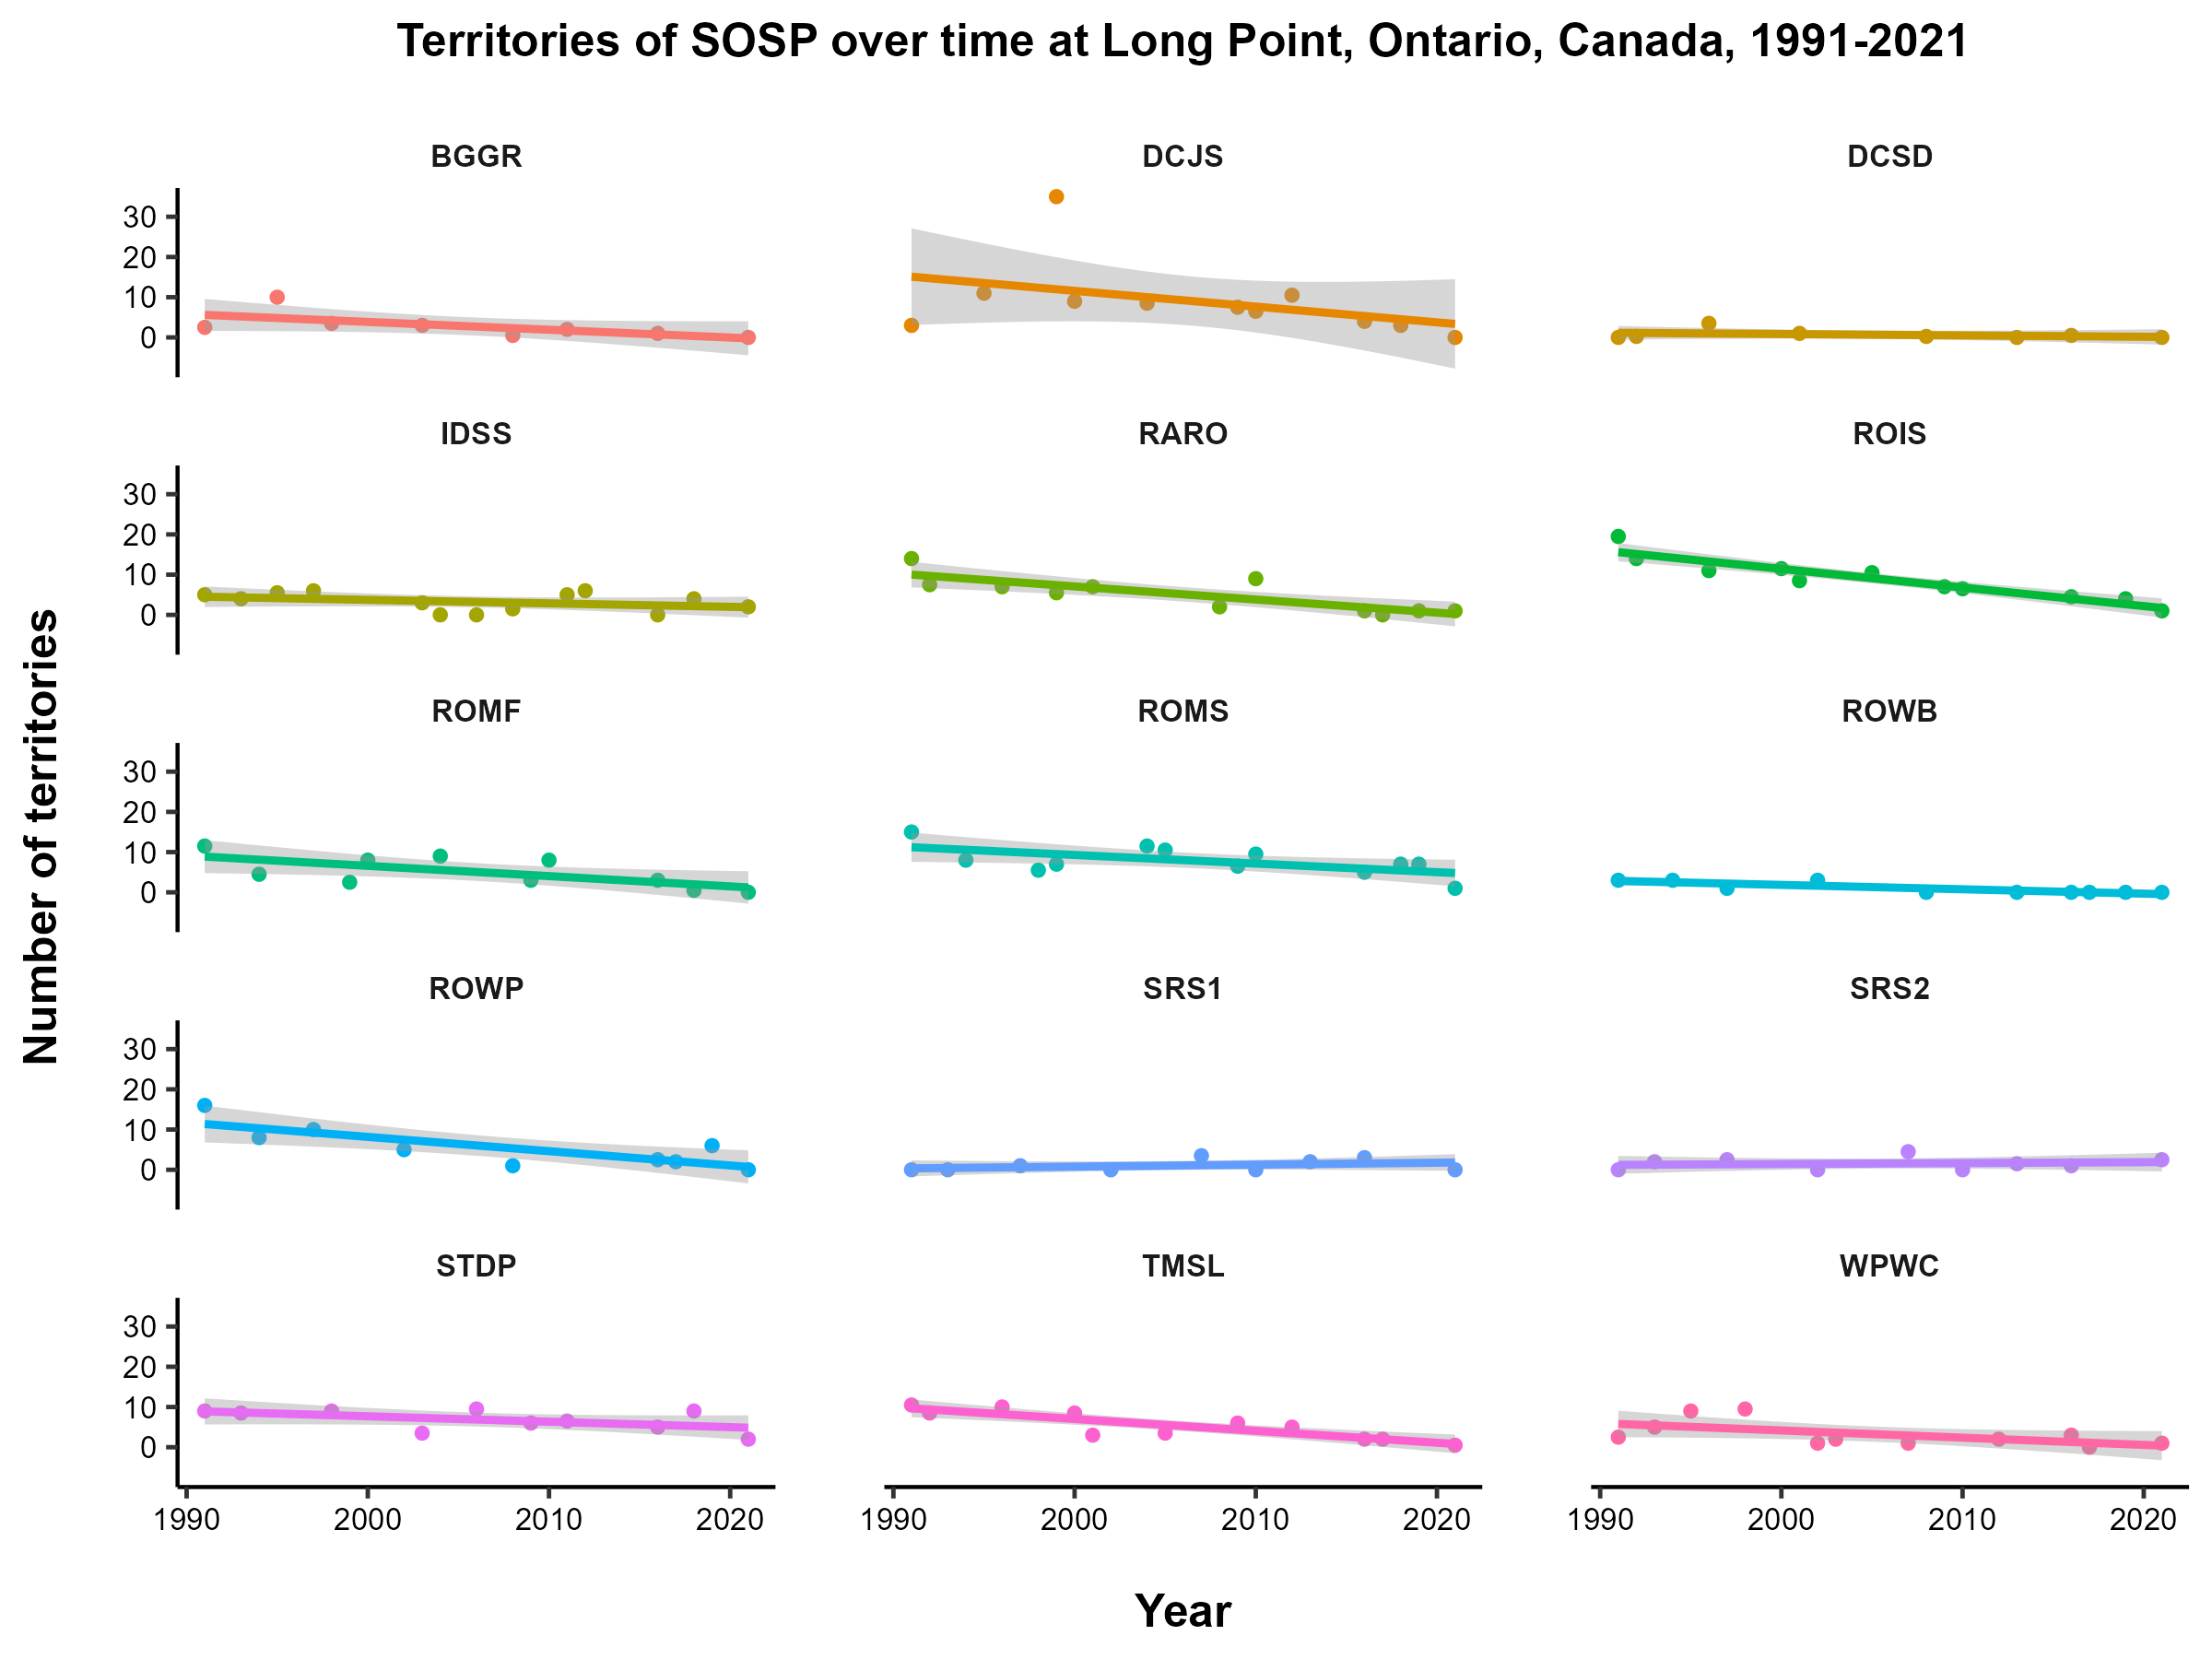 Territories of SOSP over time at Long Point, Ontario, Canada, 1991-2021
BGGR DCJS DCSD
30
20
10
0
IDSS RARO ROIS
30
20
10
0
ROMF ROMS ROWB
30
20
10
0
ROWP SRS1 SRS2
30
20
10
0
STDP TMSL WPWC
30
20
10
0
1990 2000 2010 2020 1990 2000 2010 2020 1990 2000 2010 2020
Number of territories
Year